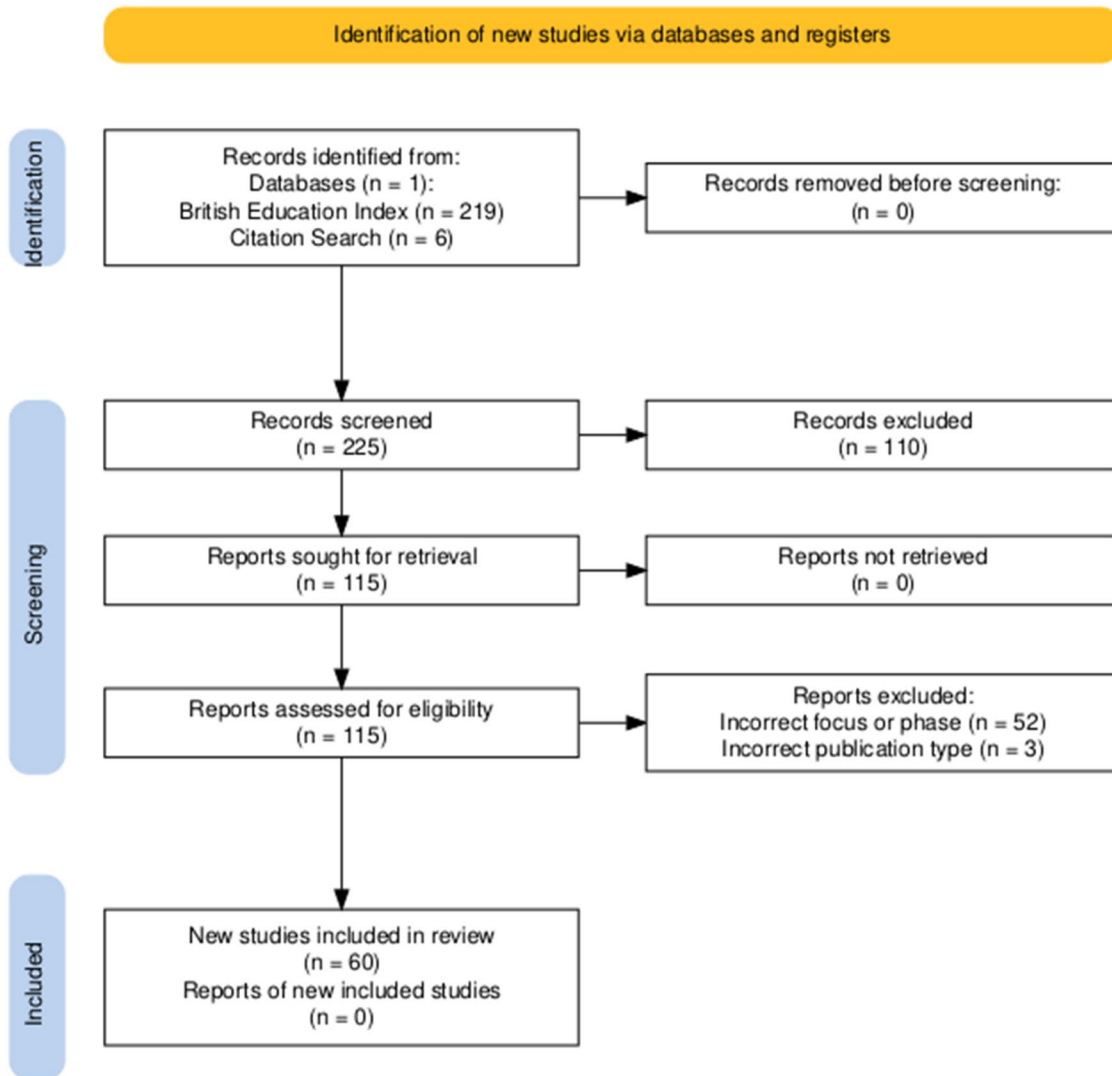 Identification of new studies via databases and registers
Identification
Records identified from:
Databases (n = 1):
British Education Index (n = 219)
Citation Search (n = 6)
Records removed before screening:
(n = 0)
Screening
Records screened
(n = 225)
Records excluded
(n = 110)
Reports sought for retrieval
(n = 115)
Reports not retrieved
(n = 0)
Reports assessed for eligibility
(n = 115)
Reports excluded:
Incorrect focus or phase (n = 52)
Incorrect publication type (n = 3)
Included
New studies included in review
(n = 60)
Reports of new included studies
(n = 0)